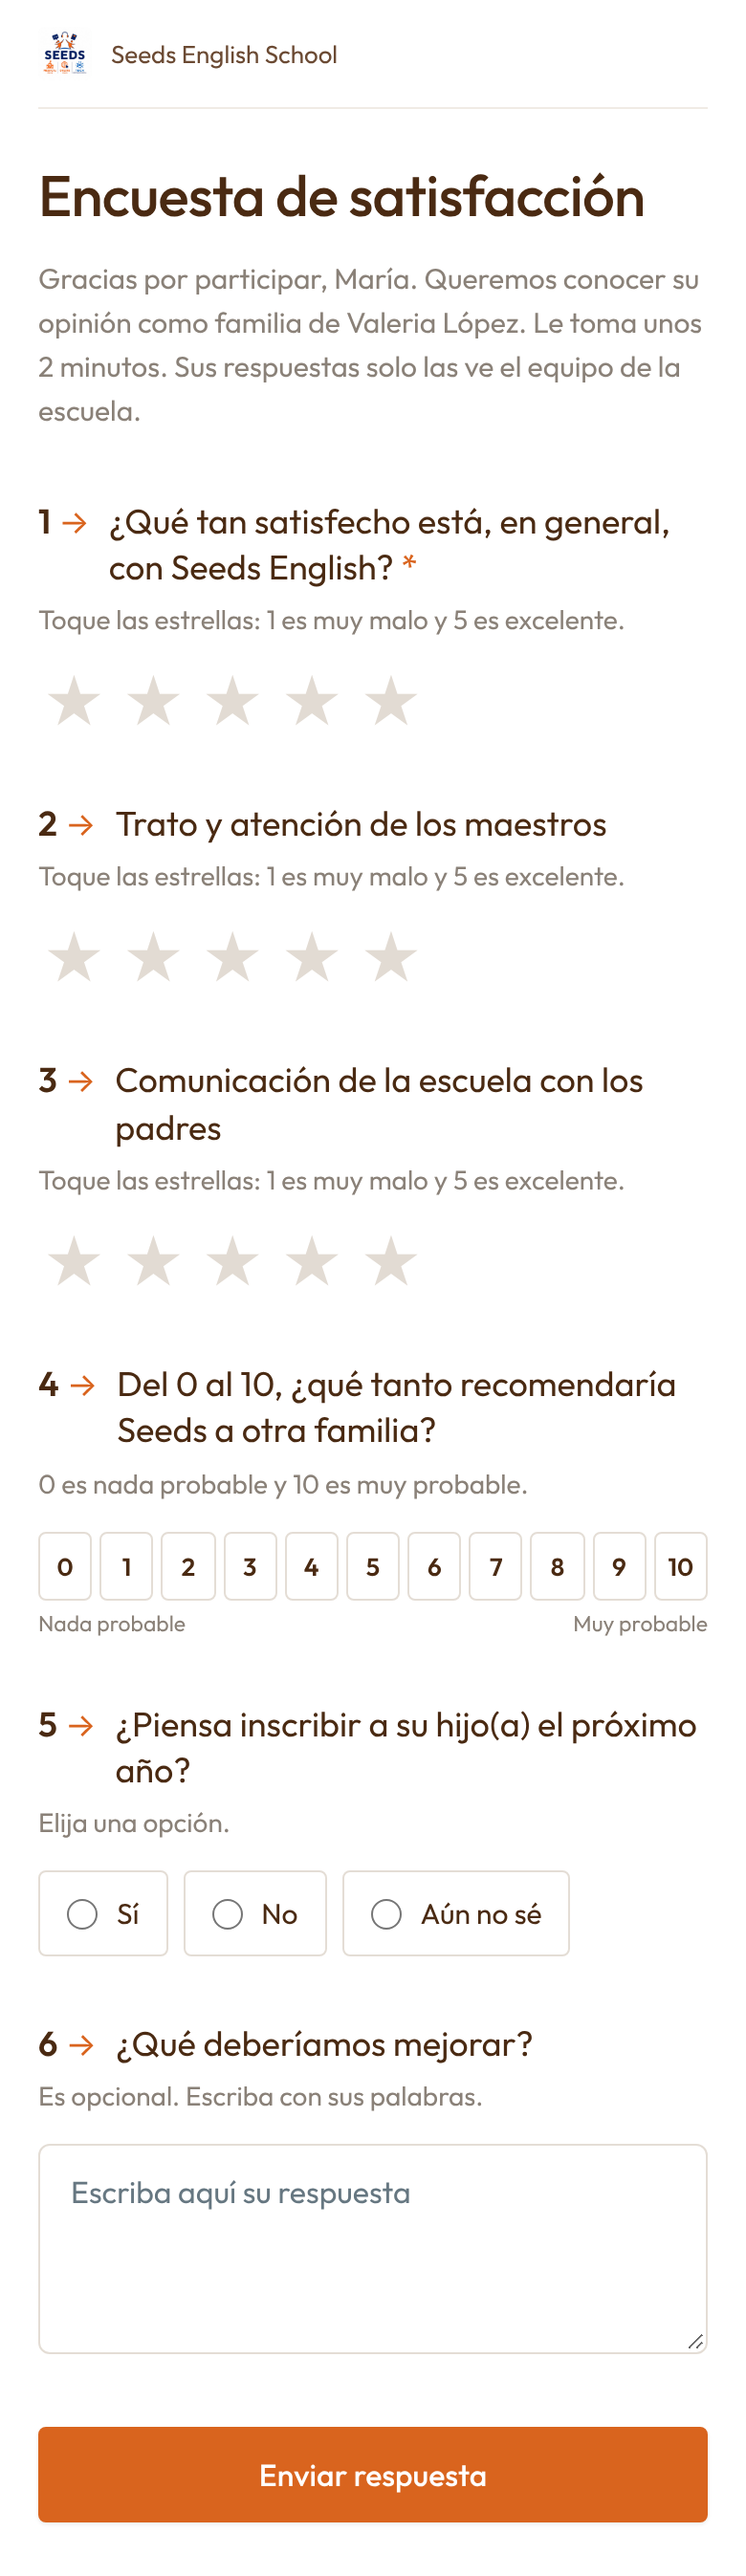 SEEDS
Seeds English School
Encuesta de satisfacción
Gracias por participar, María. Queremos conocer su
opinión como familia de Valeria López. Le toma unos
2 minutos. Sus respuestas solo las ve el equipo de la
escuela.
1 → ¿Qué tan satisfecho está, en general,
con Seeds English? *
Toque las estrellas: 1 es muy malo y 5 es excelente.
2 → Trato y atención de los maestros
Toque las estrellas: 1 es muy malo y 5 es excelente.
3 → Comunicación de la escuela con los
padres
Toque las estrellas: 1 es muy malo y 5 es excelente.
4 → Del 0 al 10, ¿qué tanto recomendaría
Seeds a otra familia?
0 es nada probable y 10 es muy probable.
0 1 2 3 4 5 6 7 8 9 10
Nada probable Muy probable
5 → ¿Piensa inscribir a su hijo(a) el próximo
año?
Elija una opción.
Sí No Aún no sé
6 → ¿Qué deberíamos mejorar?
Es opcional. Escriba con sus palabras.
Escriba aquí su respuesta
Enviar respuesta